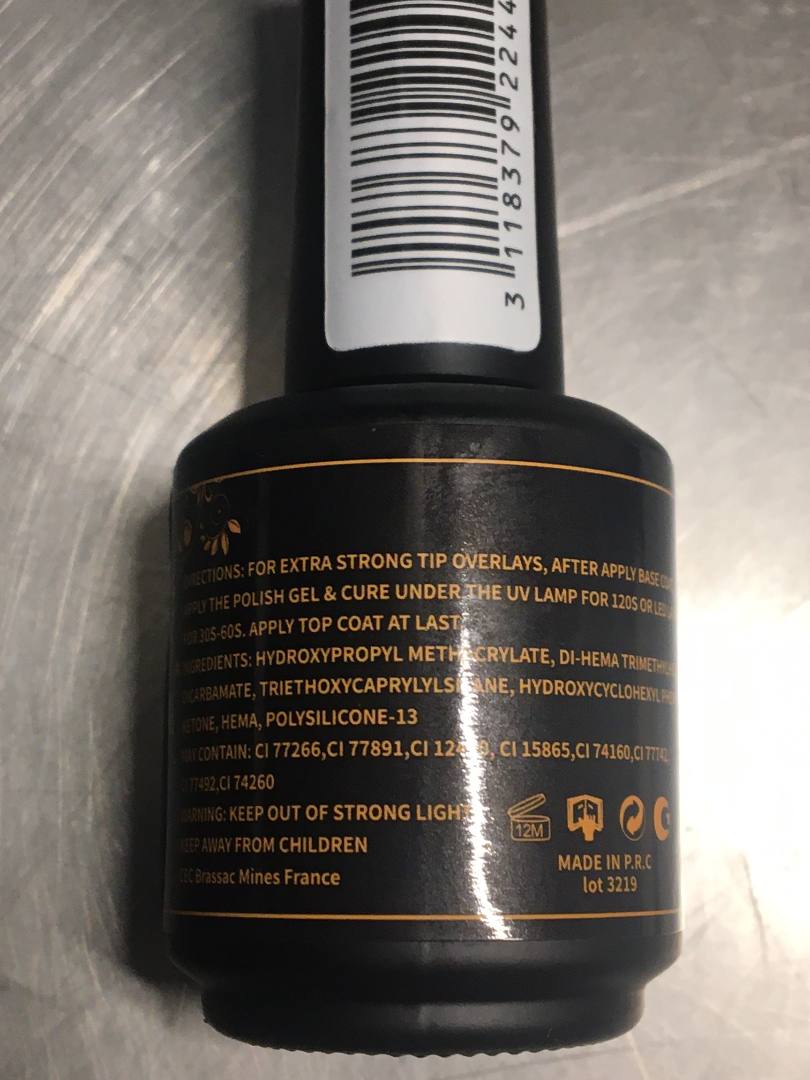 3 118379 2244
DIRECTIONS: FOR EXTRA STRONG TIP OVERLAYS, AFTER APPLY BASE
APPLY THE POLISH GEL & CURE UNDER THE UV LAMP FOR 120S OR LED
FOR 30S-60S. APPLY TOP COAT AT LAST
INGREDIENTS: HYDROXYPROPYL METHACRYLATE, DI-HEMA
DICARBAMATE, TRIETHOXYCAPRYLYLSILANE, HYDROXYCYCLOHEXYL
KETONE, HEMA, POLYSILICONE-13
MAY CONTAIN: CI 77266,CI 77891, CI 15865,CI 74160,CI 77742,
CI 77492,CI 74260
WARNING: KEEP OUT OF STRONG LIGHT
KEEP AWAY FROM CHILDREN
Brassac Mines France
12M
MADE IN P.R.C
lot 3219